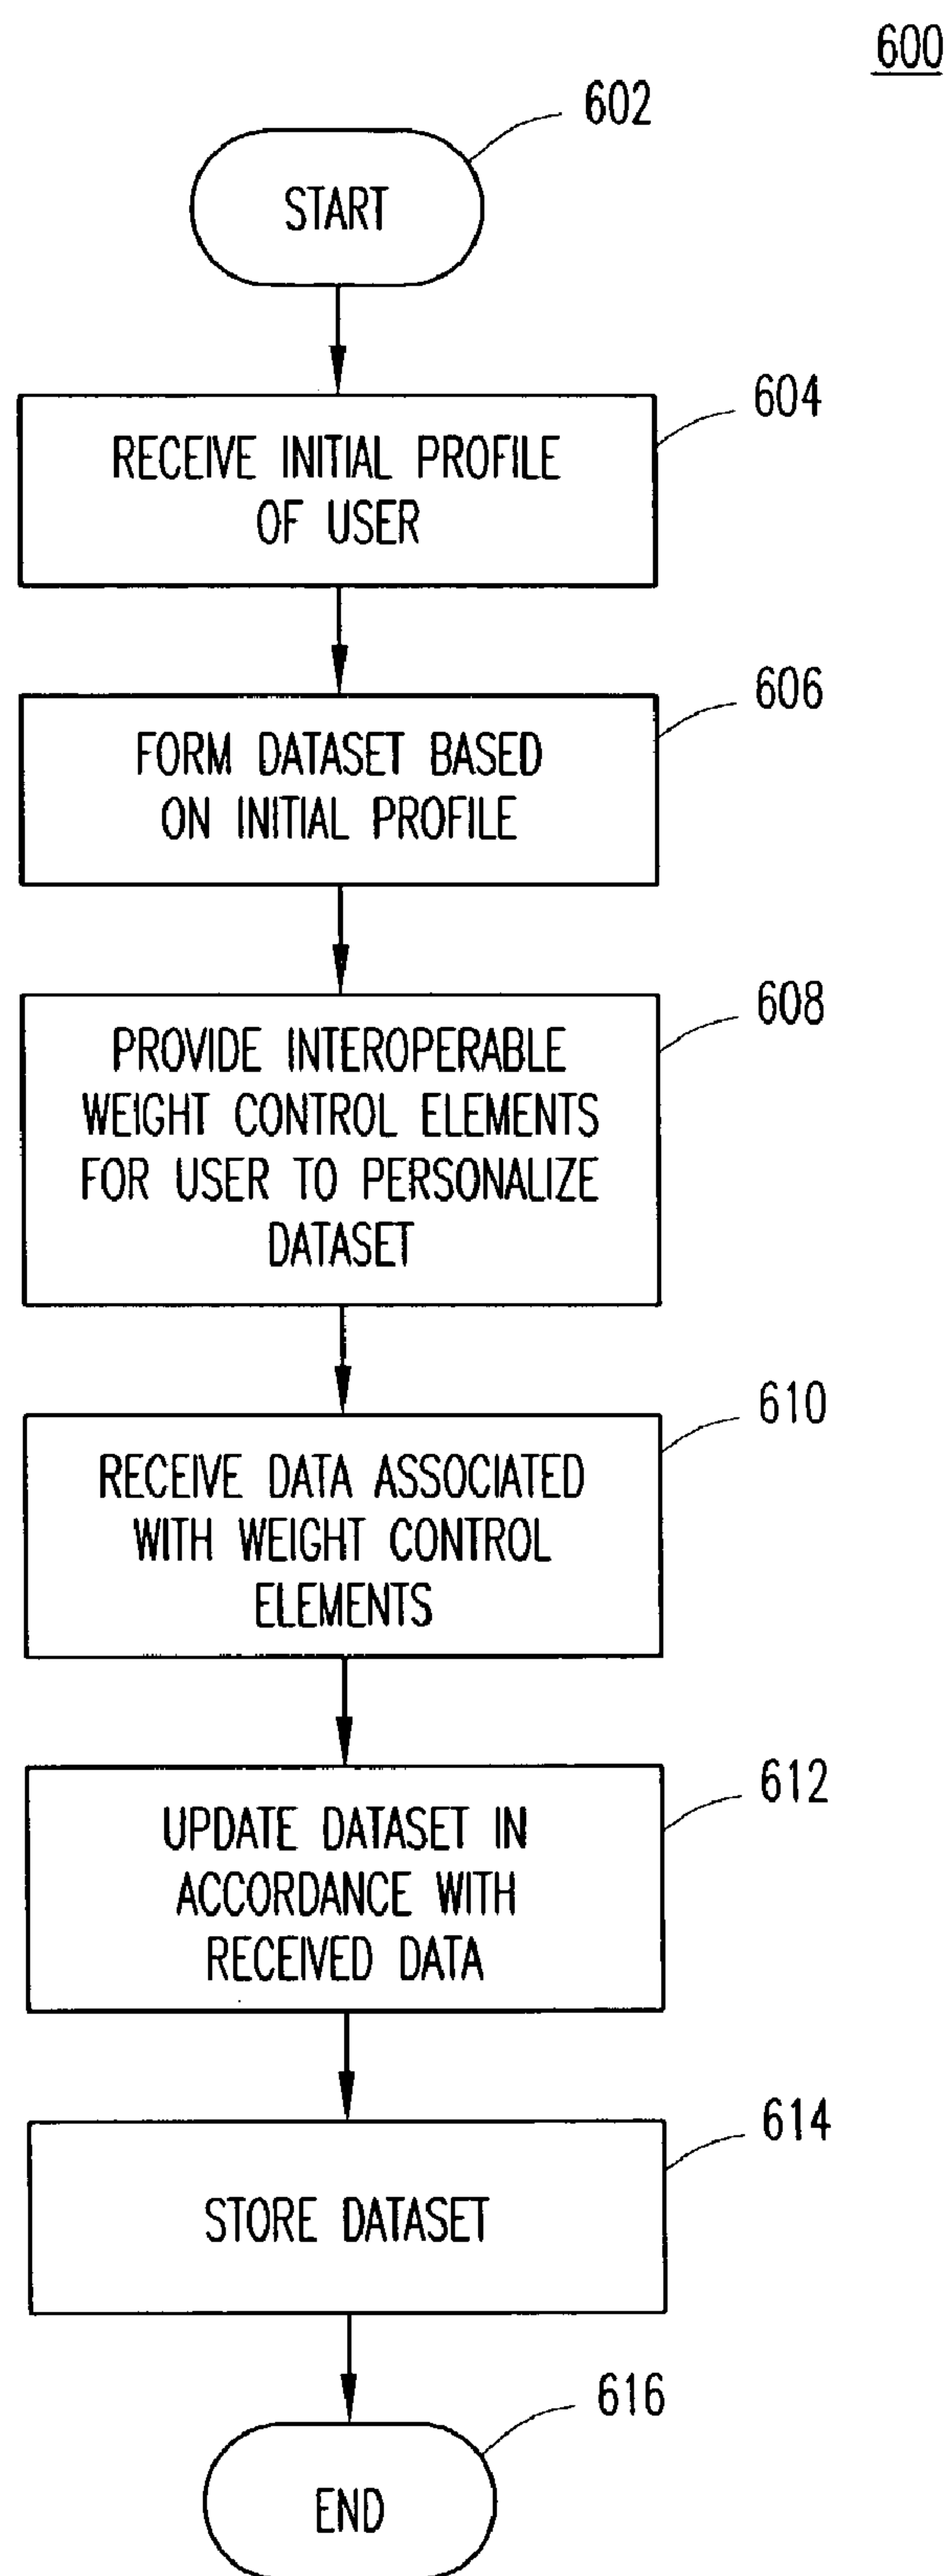 600
602
START
604
RECEIVE INITIAL PROFILE
OF USER
606
FORM DATASET BASED
ON INITIAL PROFILE
608
PROVIDE INTEROPERABLE
WEIGHT CONTROL ELEMENTS
FOR USER TO PERSONALIZE
DATASET
610
RECEIVE DATA ASSOCIATED
WITH WEIGHT CONTROL
ELEMENTS
612
UPDATE DATASET IN
ACCORDANCE WITH
RECEIVED DATA
614
STORE DATASET
616
END